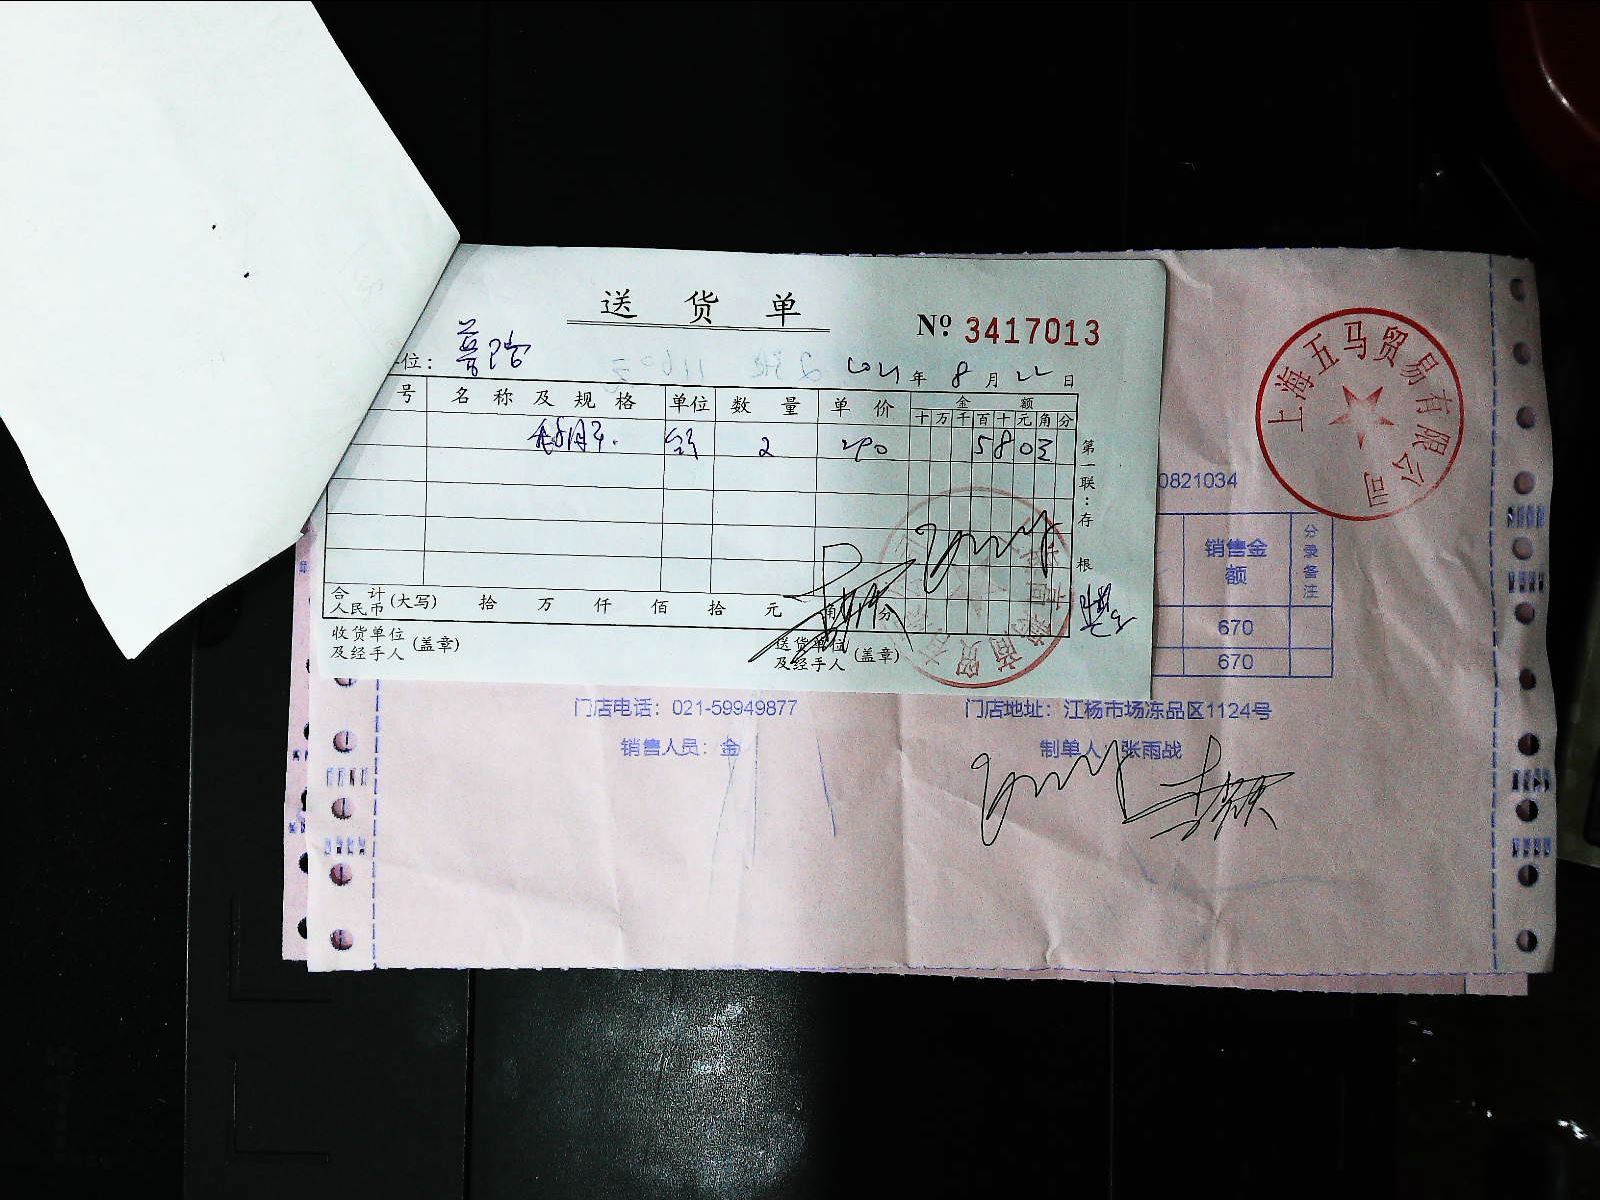 送 货 单
№ 3417013
位：
2021 年 8 月 22 日
号 名 称 及 规 格 单位 数 量 单 价 金 额
十 万 千 百 十 元 角 分
2 290 580
第一联：存根
合 计
人民币 (大写) 拾 万 仟 佰 拾 元 角 分
收货单位
及经手人 (盖章)
送货单位
及经手人 (盖章)
上海五马贸易有限公司
0821034
销售金额
分录备注
670
670
门店电话：021-59949877
门店地址：江杨市场冻品区1124号
销售人员：金
制单人 张雨战